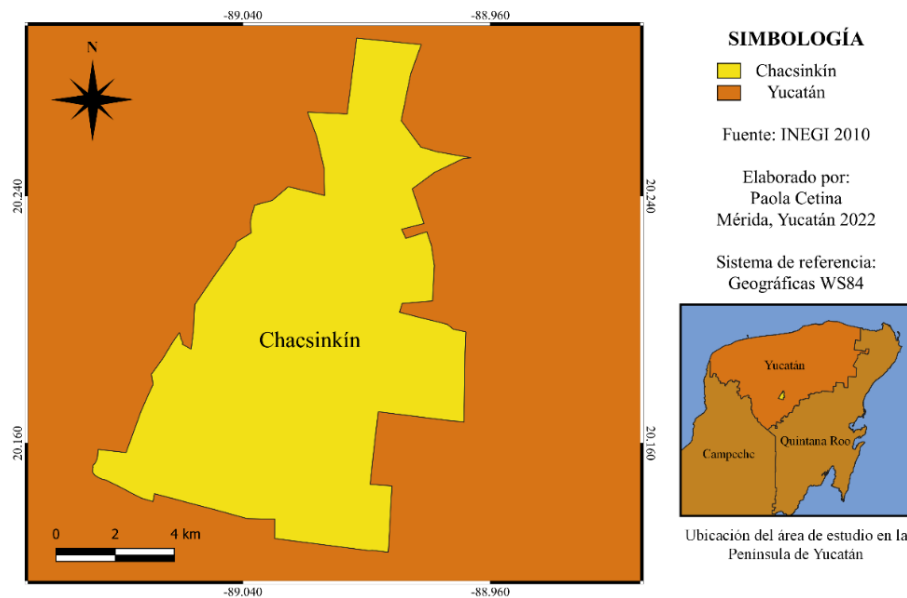 -89.040
-88.960
N
SIMBOLOGÍA
Chacsinkín
Yucatán
Fuente: INEGI 2010
20.240
20.240
Elaborado por:
Paola Cetina
Mérida, Yucatán 2022
Sistema de referencia:
Geográficas WS84
Chacsinkín
Yucatán
Quintana Roo
Campeche
20.160
20.160
0 2 4 km
Ubicación del área de estudio en la
Península de Yucatán
-89.040
-88.960